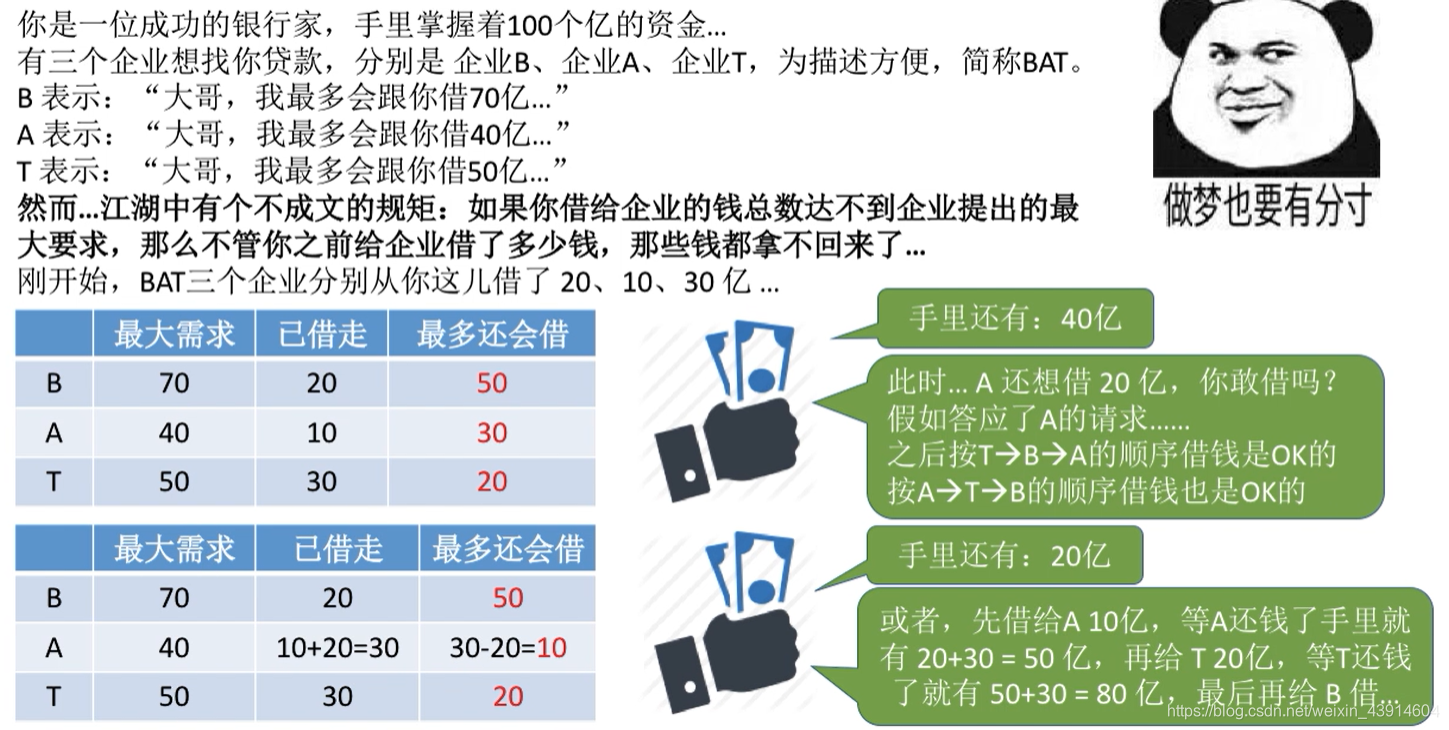 你是一位成功的银行家，手里掌握着100个亿的资金...
有三个企业想找你贷款，分别是 企业B、企业A、企业T，为描述方便，简称BAT。
B 表示：“大哥，我最多会跟你借70亿...”
A 表示：“大哥，我最多会跟你借40亿...”
T 表示：“大哥，我最多会跟你借50亿...”
然而...江湖中有个不成文的规矩：如果你借给企业的钱总数达不到企业提出的最
大要求，那么不管你之前给企业借了多少钱，那些钱都拿不回来了...
刚开始，BAT三个企业分别从你这儿借了 20、10、30 亿 ...
做梦也要有分寸
最大需求 已借走 最多还会借
B 70 20 50
A 40 10 30
T 50 30 20
手里还有：40亿
此时... A 还想借 20 亿，你敢借吗？
假如答应了A的请求......
之后按T→B→A的顺序借钱是OK的
按A→T→B的顺序借钱也是OK的
最大需求 已借走 最多还会借
B 70 20 50
A 40 10+20=30 30-20=10
T 50 30 20
手里还有：20亿
或者，先借给A 10亿，等A还钱了手里就
有 20+30 = 50 亿，再给 T 20亿，等T还钱
了就有 50+30 = 80 亿，最后再给 B 借...
https://blog.csdn.net/weixin_43914604